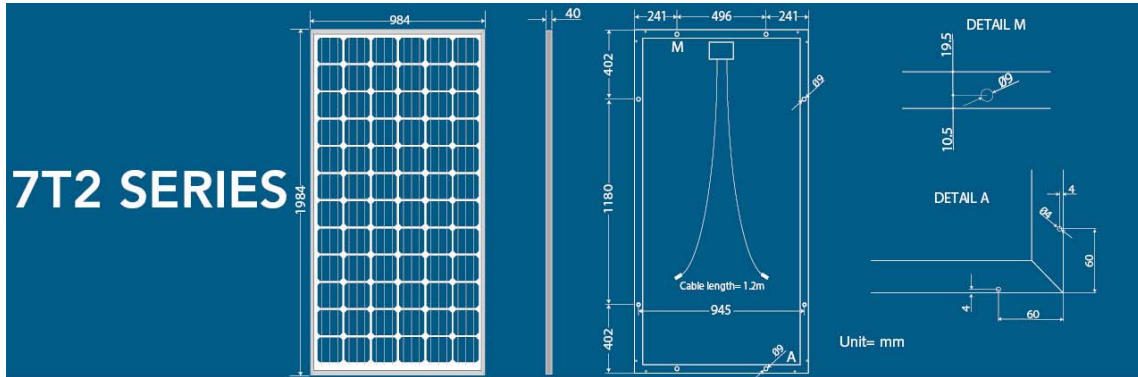 7T2 SERIES
984
1984
40
241
496
241
402
M
Ø9
1180
Cable length= 1.2m
945
402
Ø9
A
DETAIL M
19.5
Ø9
10.5
DETAIL A
4
Ø4
60
4
60
Unit= mm